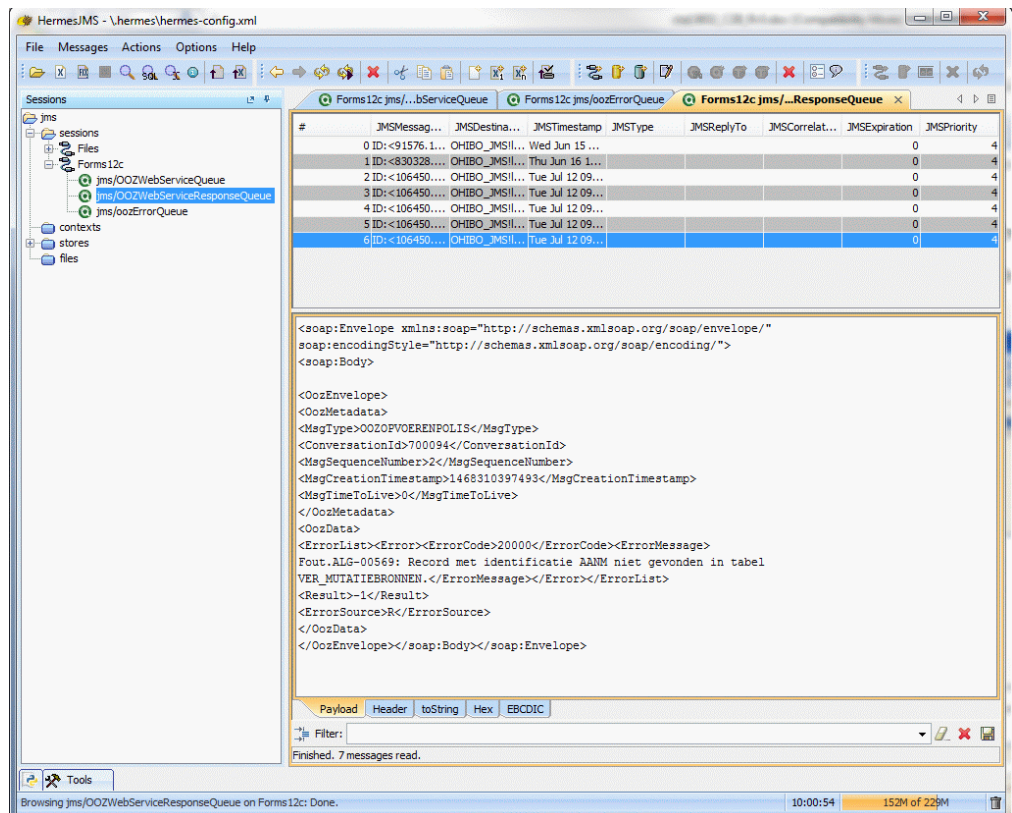 HermesJMS - \.hermes\hermes-config.xml
File Messages Actions Options Help
Sessions
jms
sessions
Files
Forms12c
jms/OOZWebServiceQueue
jms/OOZWebServiceResponseQueue
jms/oozErrorQueue
contexts
stores
files
Forms12c jms/...bServiceQueue Forms12c jms/oozErrorQueue Forms12c jms/...ResponseQueue
# JMSMessag... JMSDestina... JMSTimestamp JMSType JMSReplyTo JMSCorrelat... JMSExpiration JMSPriority
0 ID:<91576.1... OHIBO_JMS!l... Wed Jun 15 ... 0 4
1 ID:<830328.... OHIBO_JMS!l... Thu Jun 16 1... 0 4
2 ID:<106450.... OHIBO_JMS!l... Tue Jul 12 09... 0 4
3 ID:<106450.... OHIBO_JMS!l... Tue Jul 12 09... 0 4
4 ID:<106450.... OHIBO_JMS!l... Tue Jul 12 09... 0 4
5 ID:<106450.... OHIBO_JMS!l... Tue Jul 12 09... 0 4
6 ID:<106450.... OHIBO_JMS!l... Tue Jul 12 09... 0 4
<soap:Envelope xmlns:soap="http://schemas.xmlsoap.org/soap/envelope/"
soap:encodingStyle="http://schemas.xmlsoap.org/soap/encoding/">
<soap:Body>
<OozEnvelope>
<OozMetadata>
<MsgType>OOZOPVOERENPOLIS</MsgType>
<ConversationId>700094</ConversationId>
<MsgSequenceNumber>2</MsgSequenceNumber>
<MsgCreationTimestamp>1468310397493</MsgCreationTimestamp>
<MsgTimeToLive>0</MsgTimeToLive>
</OozMetadata>
<OozData>
<ErrorList><Error><ErrorCode>20000</ErrorCode><ErrorMessage>
Fout.ALG-00569: Record met identificatie AANM niet gevonden in tabel
VER_MUTATIEBRONNEN.</ErrorMessage></Error></ErrorList>
<Result>-1</Result>
<ErrorSource>R</ErrorSource>
</OozData>
</OozEnvelope></soap:Body></soap:Envelope>
Payload Header toString Hex EBCDIC
Filter:
Finished. 7 messages read.
Tools
Browsing jms/OOZWebServiceResponseQueue on Forms12c: Done. 10:00:54 152M of 229M